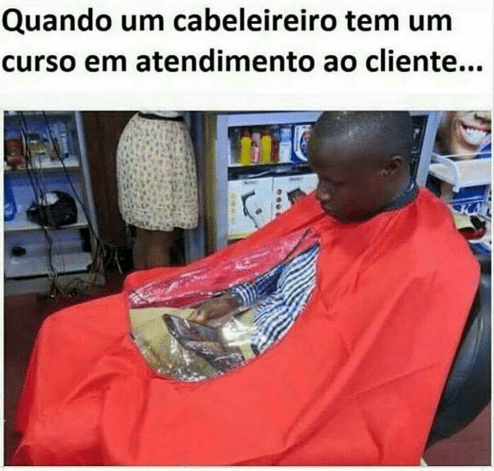 Quando um cabeleireiro tem um
curso em atendimento ao cliente...